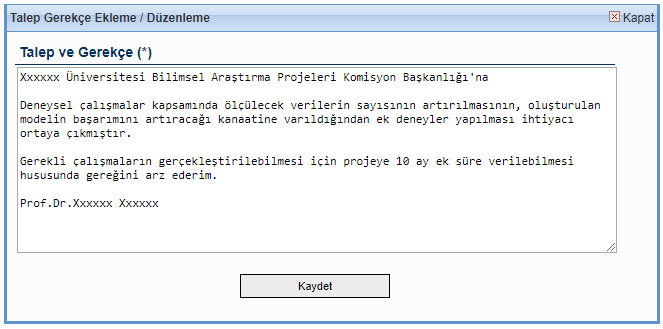 Talep Gerekçe Ekleme / Düzenleme
Kapat
Talep ve Gerekçe (*)
Xxxxxx Üniversitesi Bilimsel Araştırma Projeleri Komisyon Başkanlığı'na
Deneysel çalışmalar kapsamında ölçülecek verilerin sayısının artırılmasının, oluşturulan
modelin başarımını artıracağı kanaatine varıldığından ek deneyler yapılması ihtiyacı
ortaya çıkmıştır.
Gerekli çalışmaların gerçekleştirilebilmesi için projeye 10 ay ek süre verilebilmesi
hususunda gereğini arz ederim.
Prof.Dr.Xxxxxx Xxxxxx
Kaydet